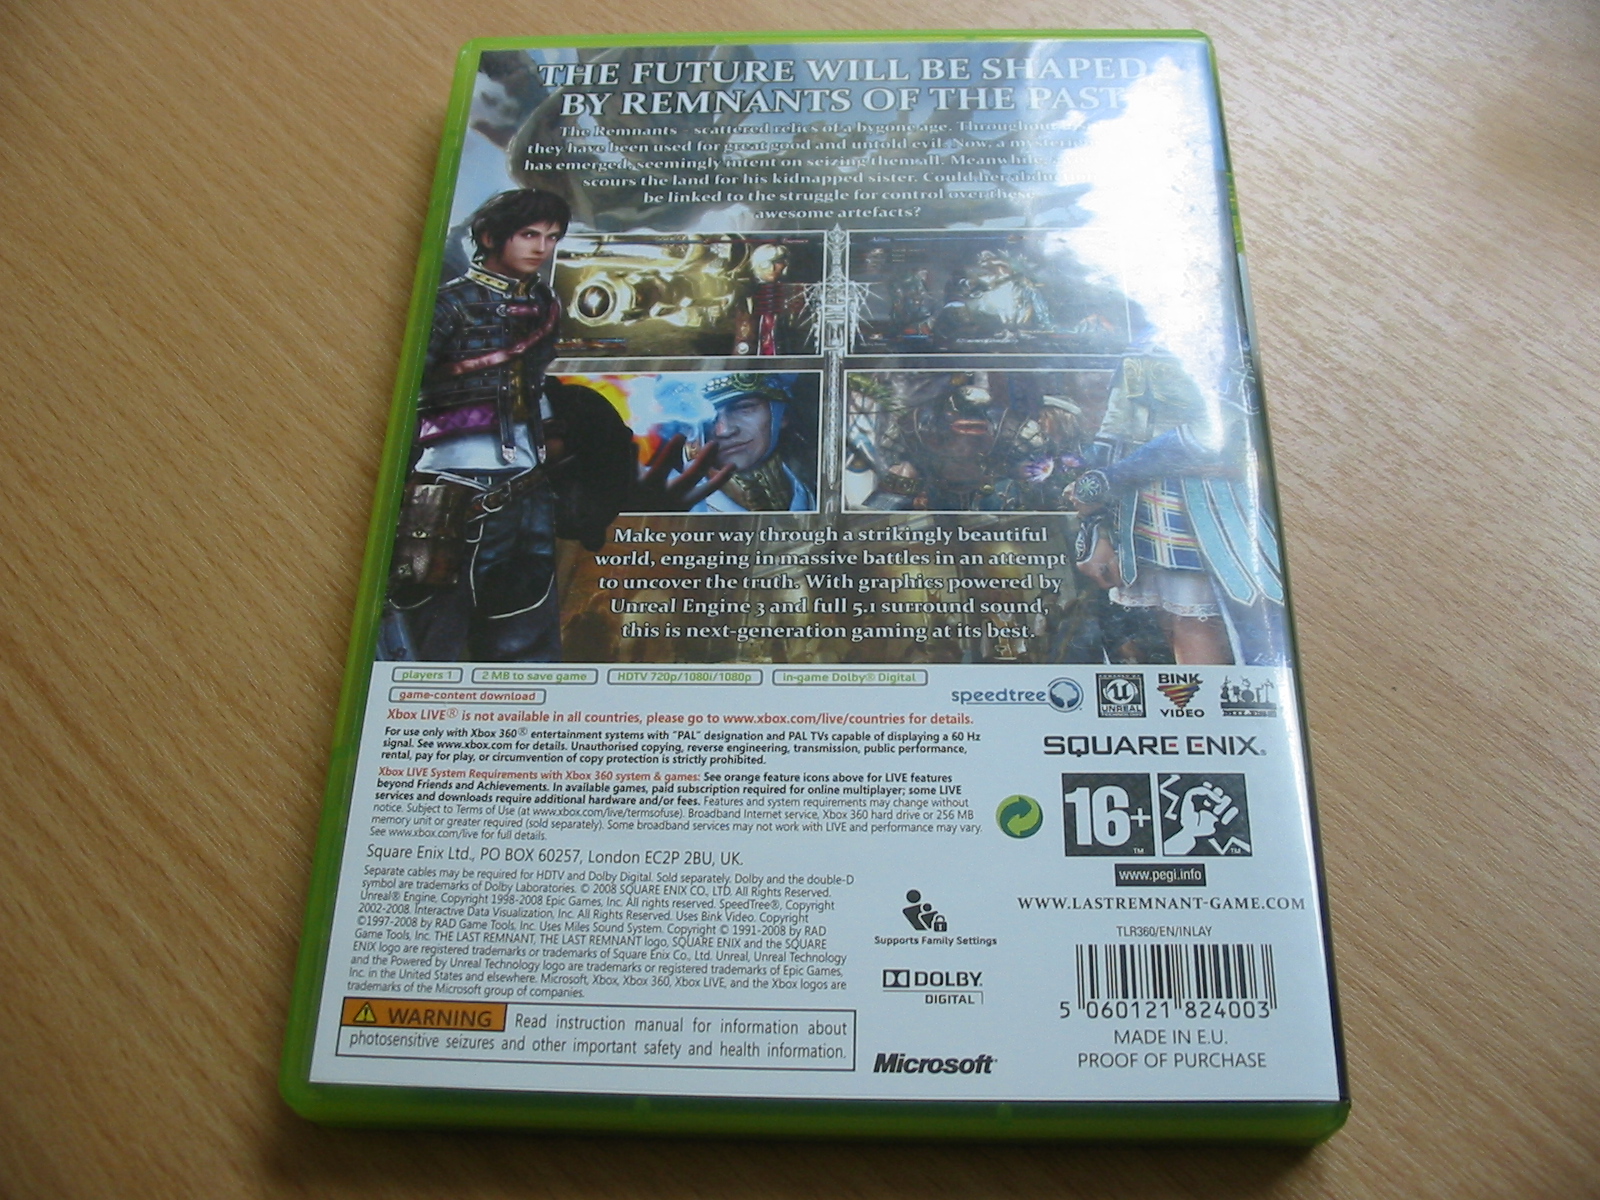 THE FUTURE WILL BE SHAPED
BY REMNANTS OF THE PAST
The Remnants - scattered relics of a bygone age. Throughout
they have been used for great good and untold evil. Now, a
has emerged, seemingly intent on seizing them all. Meanwhile,
scours the land for his kidnapped sister. Could her
be linked to the struggle for control over these
awesome artefacts?
Make your way through a strikingly beautiful
world, engaging in massive battles in an attempt
to uncover the truth. With graphics powered by
Unreal Engine 3 and full 5.1 surround sound,
this is next-generation gaming at its best.
players 1
2 MB to save game
HDTV 720p/1080i/1080p
in-game Dolby® Digital
game-content download
speedtree®
UNREAL
BINK
VIDEO
MILES
Xbox LIVE® is not available in all countries, please go to www.xbox.com/live/countries for details.
For use only with Xbox 360® entertainment systems with "PAL" designation and PAL TVs capable of displaying a 60 Hz
signal. See www.xbox.com for details. Unauthorised copying, reverse engineering, transmission, public performance,
rental, pay for play, or circumvention of copy protection is strictly prohibited.
Xbox LIVE System Requirements with Xbox 360 system & games: See orange feature icons above for LIVE features
beyond Friends and Achievements. In available games, paid subscription required for online multiplayer; some LIVE
services and downloads require additional hardware and/or fees. Features and system requirements may change without
notice. Subject to Terms of Use (at www.xbox.com/live/termsofuse). Broadband Internet service, Xbox 360 hard drive or 256 MB
memory unit or greater required (sold separately). Some broadband services may not work with LIVE and performance may vary.
See www.xbox.com/live for full details.
Square Enix Ltd., PO BOX 60257, London EC2P 2BU, UK.
Separate cables may be required for HDTV and Dolby Digital. Sold separately. Dolby and the double-D
symbol are trademarks of Dolby Laboratories. © 2008 SQUARE ENIX CO., LTD. All Rights Reserved.
Unreal® Engine, Copyright 1998-2008 Epic Games, Inc. All rights reserved. SpeedTree®, Copyright
2002-2008. Interactive Data Visualization, Inc. All Rights Reserved. Uses Bink Video. Copyright
©1997-2008 by RAD Game Tools, Inc. Uses Miles Sound System. Copyright © 1991-2008 by RAD
Game Tools, Inc. THE LAST REMNANT, THE LAST REMNANT logo, SQUARE ENIX and the SQUARE
ENIX logo are registered trademarks or trademarks of Square Enix Co., Ltd. Unreal, Unreal Technology
and the Powered by Unreal Technology logo are trademarks or registered trademarks of Epic Games,
Inc. in the United States and elsewhere. Microsoft, Xbox, Xbox 360, Xbox LIVE, and the Xbox logos are
trademarks of the Microsoft group of companies.
WARNING Read instruction manual for information about
photosensitive seizures and other important safety and health information.
SQUARE ENIX®
16+™
™
www.pegi.info
WWW.LASTREMNANT-GAME.COM
Supports Family Settings
DOLBY
DIGITAL
Microsoft®
TLR360/EN/INLAY
5 060121 824003
MADE IN E.U.
PROOF OF PURCHASE